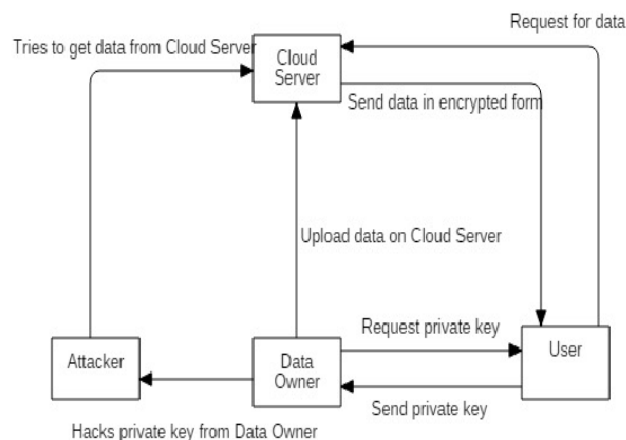 Request for data
Tries to get data from Cloud Server
Cloud
Server
Send data in encrypted form
Upload data on Cloud Server
Request private key
Attacker
Data
Owner
User
Send private key
Hacks private key from Data Owner